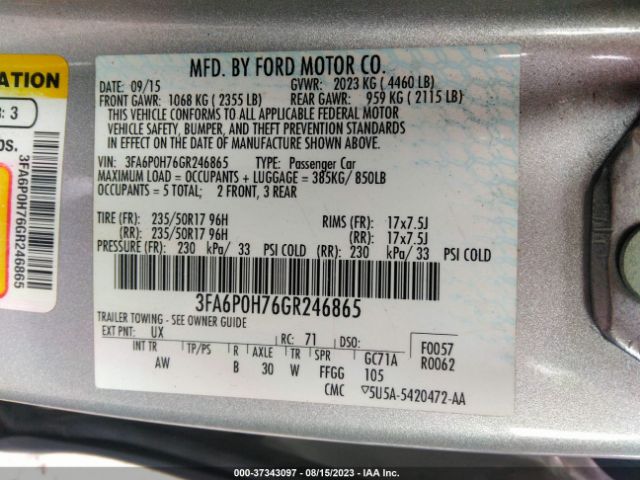 ATION
: 3
OS.
3FA6P0H76GR246865
MFD. BY FORD MOTOR CO.
DATE: 09/15 GVWR: 2023 KG ( 4460 LB)
FRONT GAWR: 1068 KG ( 2355 LB) REAR GAWR: 959 KG ( 2115 LB)
THIS VEHICLE CONFORMS TO ALL APPLICABLE FEDERAL MOTOR
VEHICLE SAFETY, BUMPER, AND THEFT PREVENTION STANDARDS
IN EFFECT ON THE DATE OF MANUFACTURE SHOWN ABOVE.
VIN: 3FA6P0H76GR246865 TYPE: Passenger Car
MAXIMUM LOAD = OCCUPANTS + LUGGAGE = 385KG/ 850LB
OCCUPANTS = 5 TOTAL; 2 FRONT, 3 REAR
TIRE (FR): 235/50R17 96H RIMS (FR): 17x7.5J
(RR): 235/50R17 96H (RR): 17x7.5J
PRESSURE (FR): 230 kPa/ 33 PSI COLD (RR): 230 kPa/ 33 PSI COLD
3FA6P0H76GR246865
TRAILER TOWING - SEE OWNER GUIDE
EXT PNT: UX RC: 71 DSO: F0057
INT TR TP/PS R AXLE TR SPR GC71A R0062
AW B 30 W FFGG 105
CMC ▽5U5A-5420472-AA
000-37343097 - 08/15/2023 - IAA Inc.